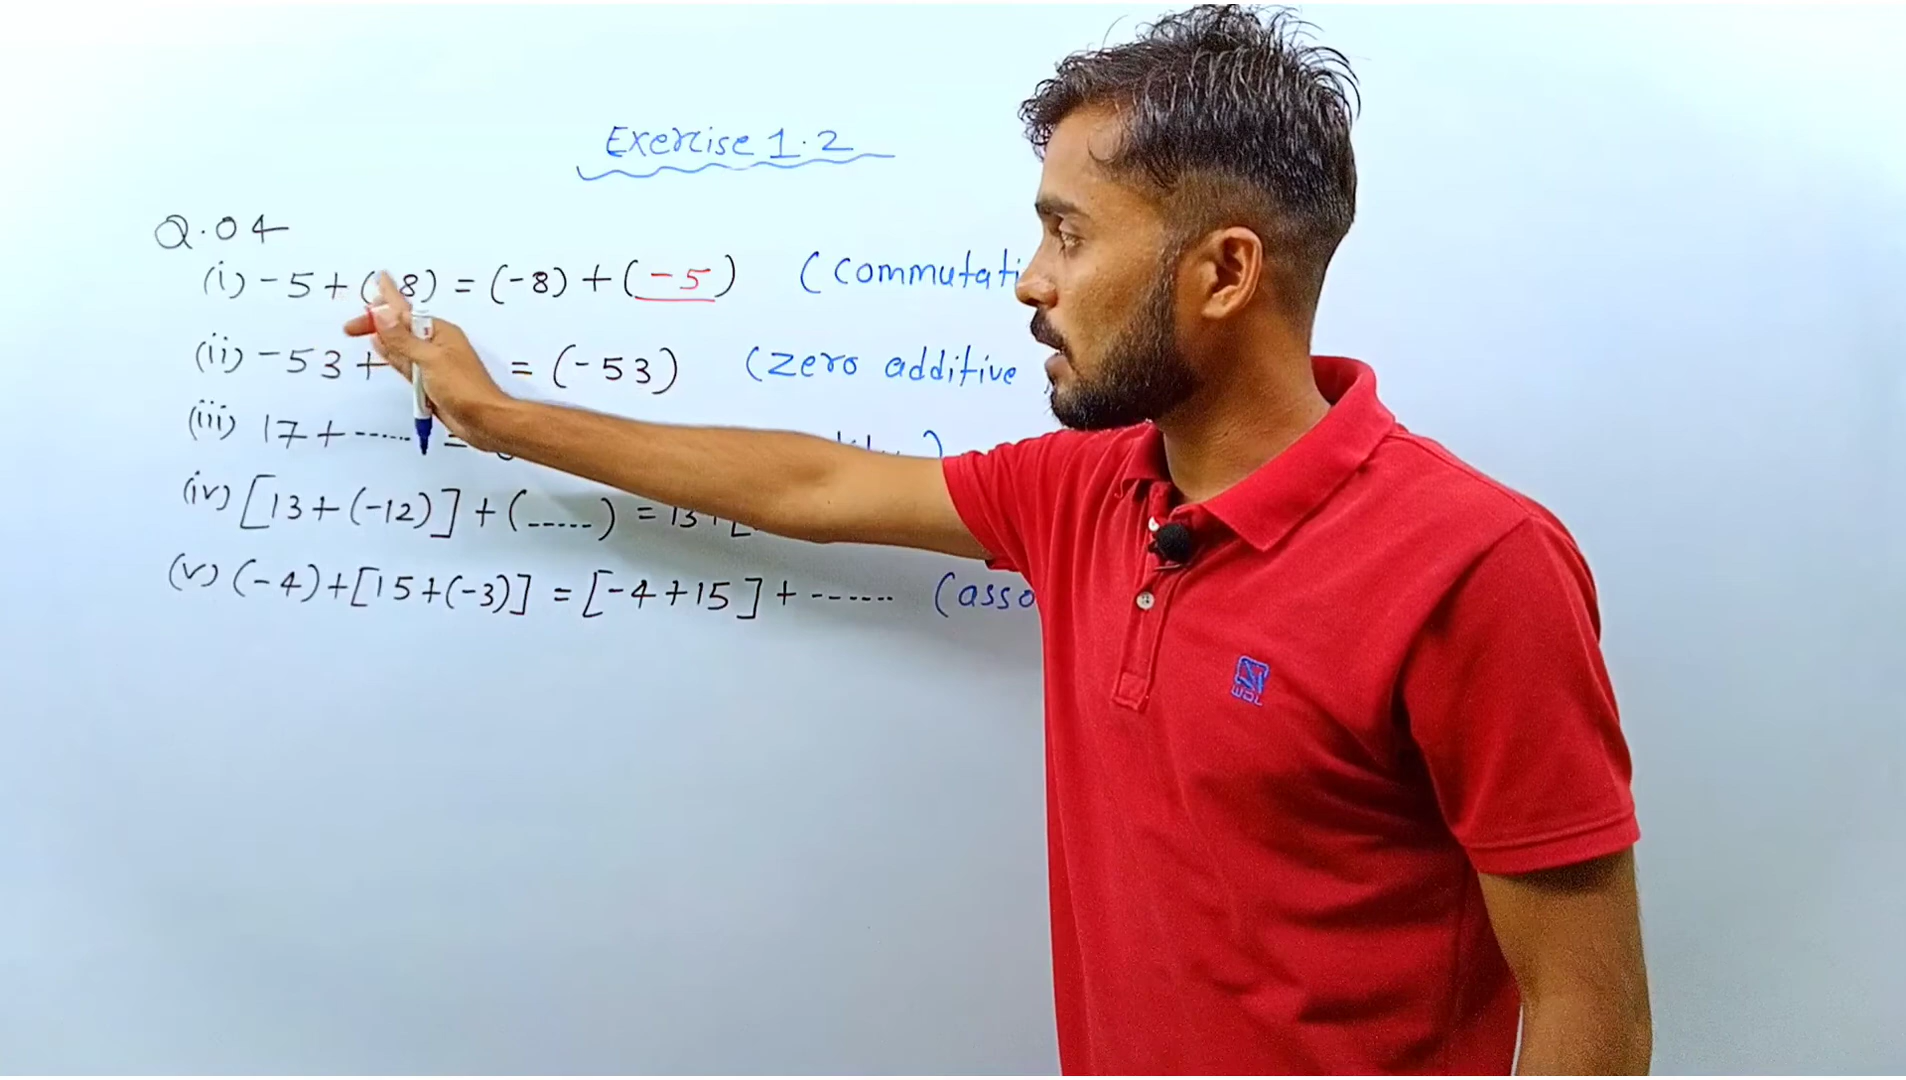 Exercise 1.2
Q.04
(i) -5+( 8) = (-8) + (-5) (commutati
(ii) -53+ = (-53) (zero additive
(iii) 17+ ...... =
(iv) [13+(-12)] + (.....) = 13+[
(v) (-4)+[15+(-3)] = [-4+15] + ...... (asso
WOL